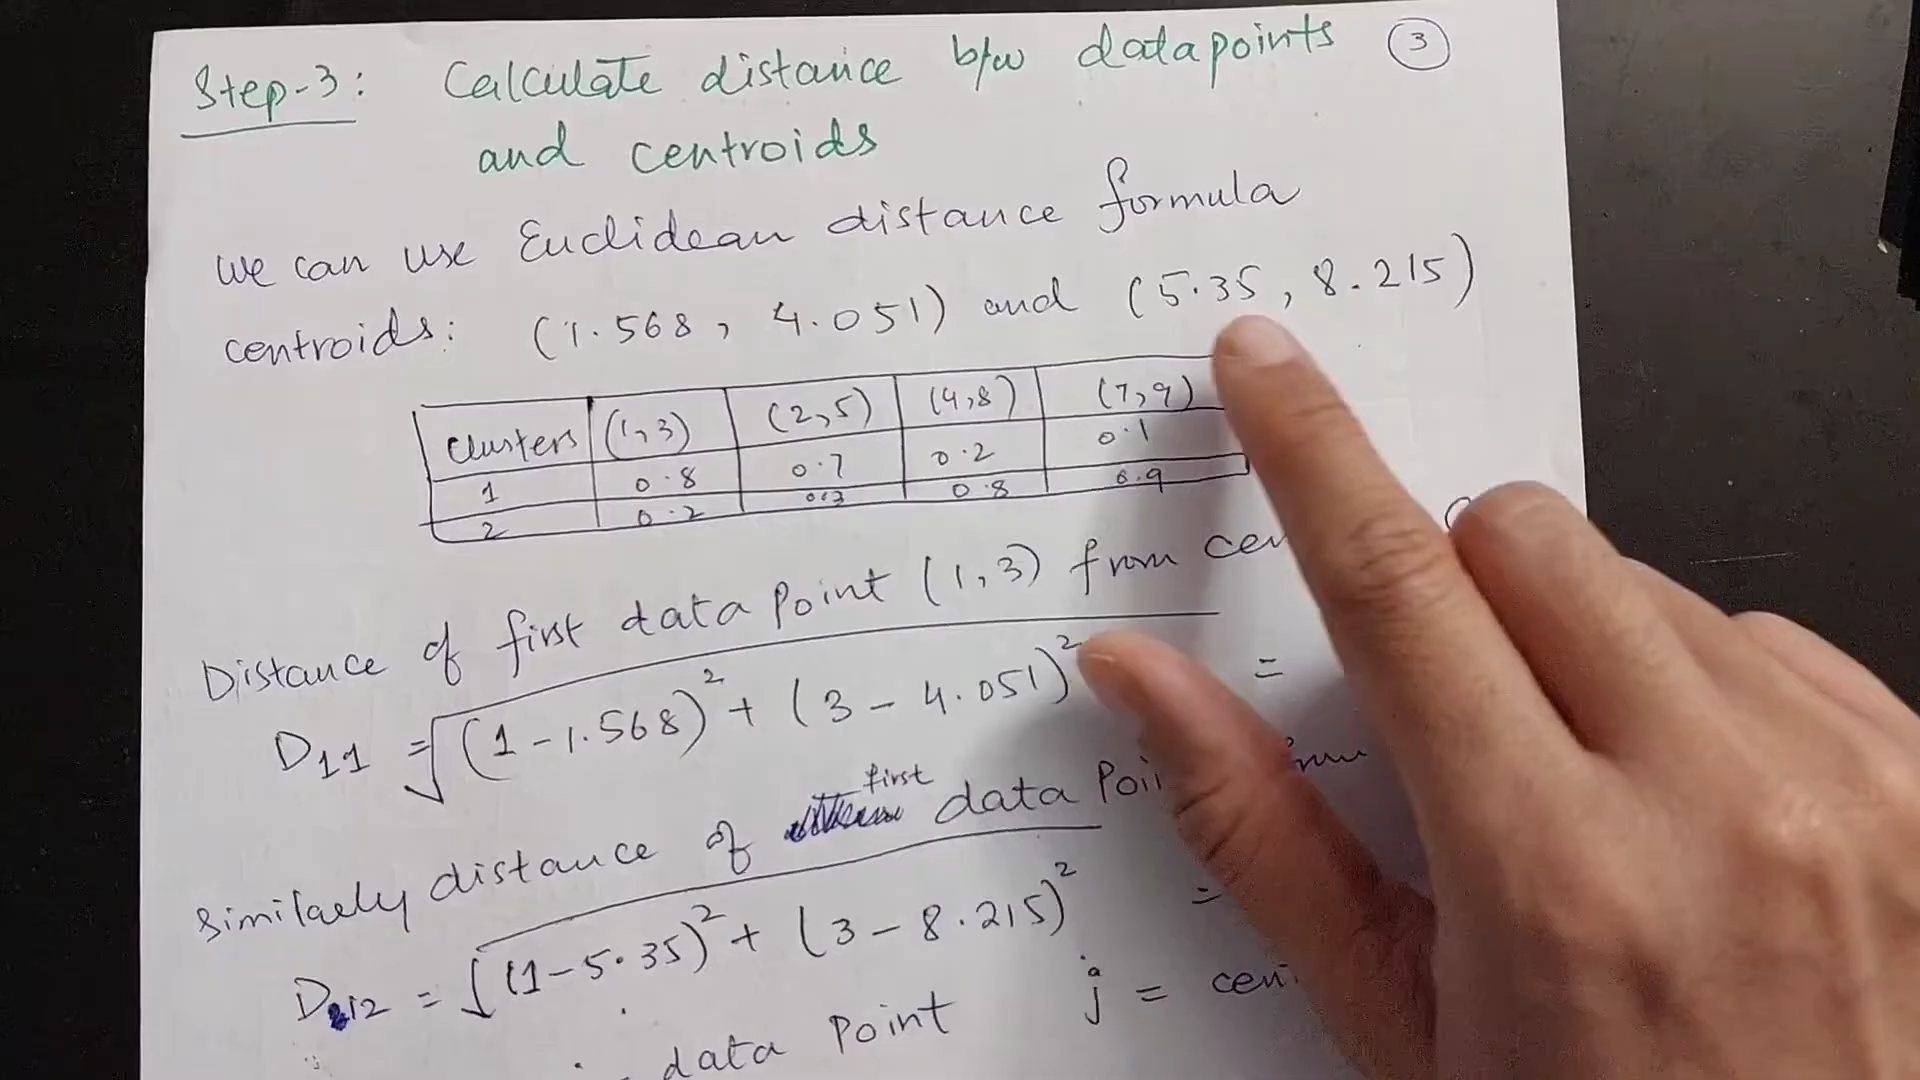 Step-3: Calculate distance b/w datapoints ③
and centroids
we can use Euclidean distance formula
centroids: (1.568, 4.051) and (5.35, 8.215)
Clusters (1,3) (2,5) (4,8) (7,9)
1 0.8 0.7 0.2 0.1
2 0.2 0.3 0.8 0.9
Distance of first data point (1,3) from cen
D11 = √(1-1.568)² + (3-4.051)² =
Similarly distance of first data Poin
D12 = √(1-5.35)² + (3-8.215)² =
data Point j = cen